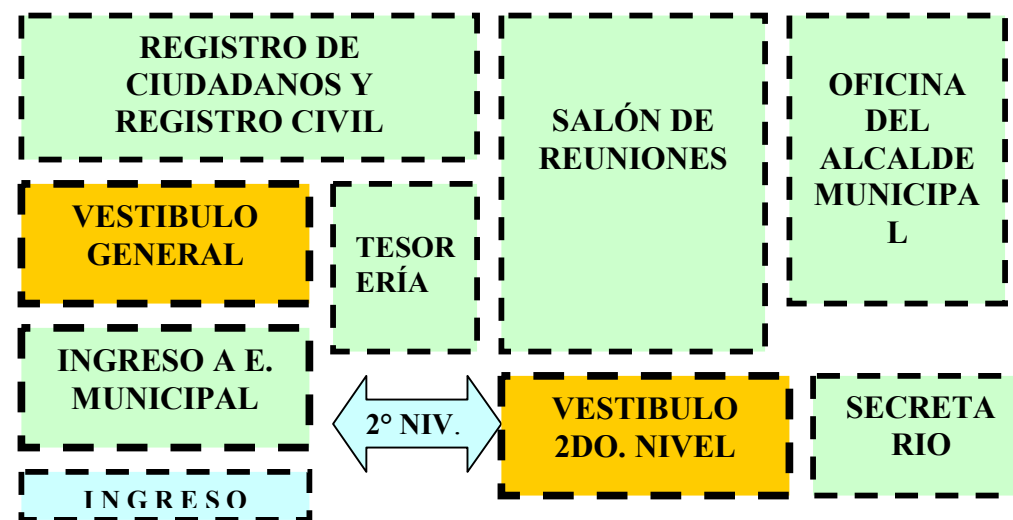 REGISTRO DE
CIUDADANOS Y
REGISTRO CIVIL
SALÓN DE
REUNIONES
OFICINA
DEL
ALCALDE
MUNICIPA
L
VESTIBULO
GENERAL
TESOR
ERÍA
INGRESO A E.
MUNICIPAL
2° NIV.
VESTIBULO
2DO. NIVEL
SECRETA
RIO
INGRESO